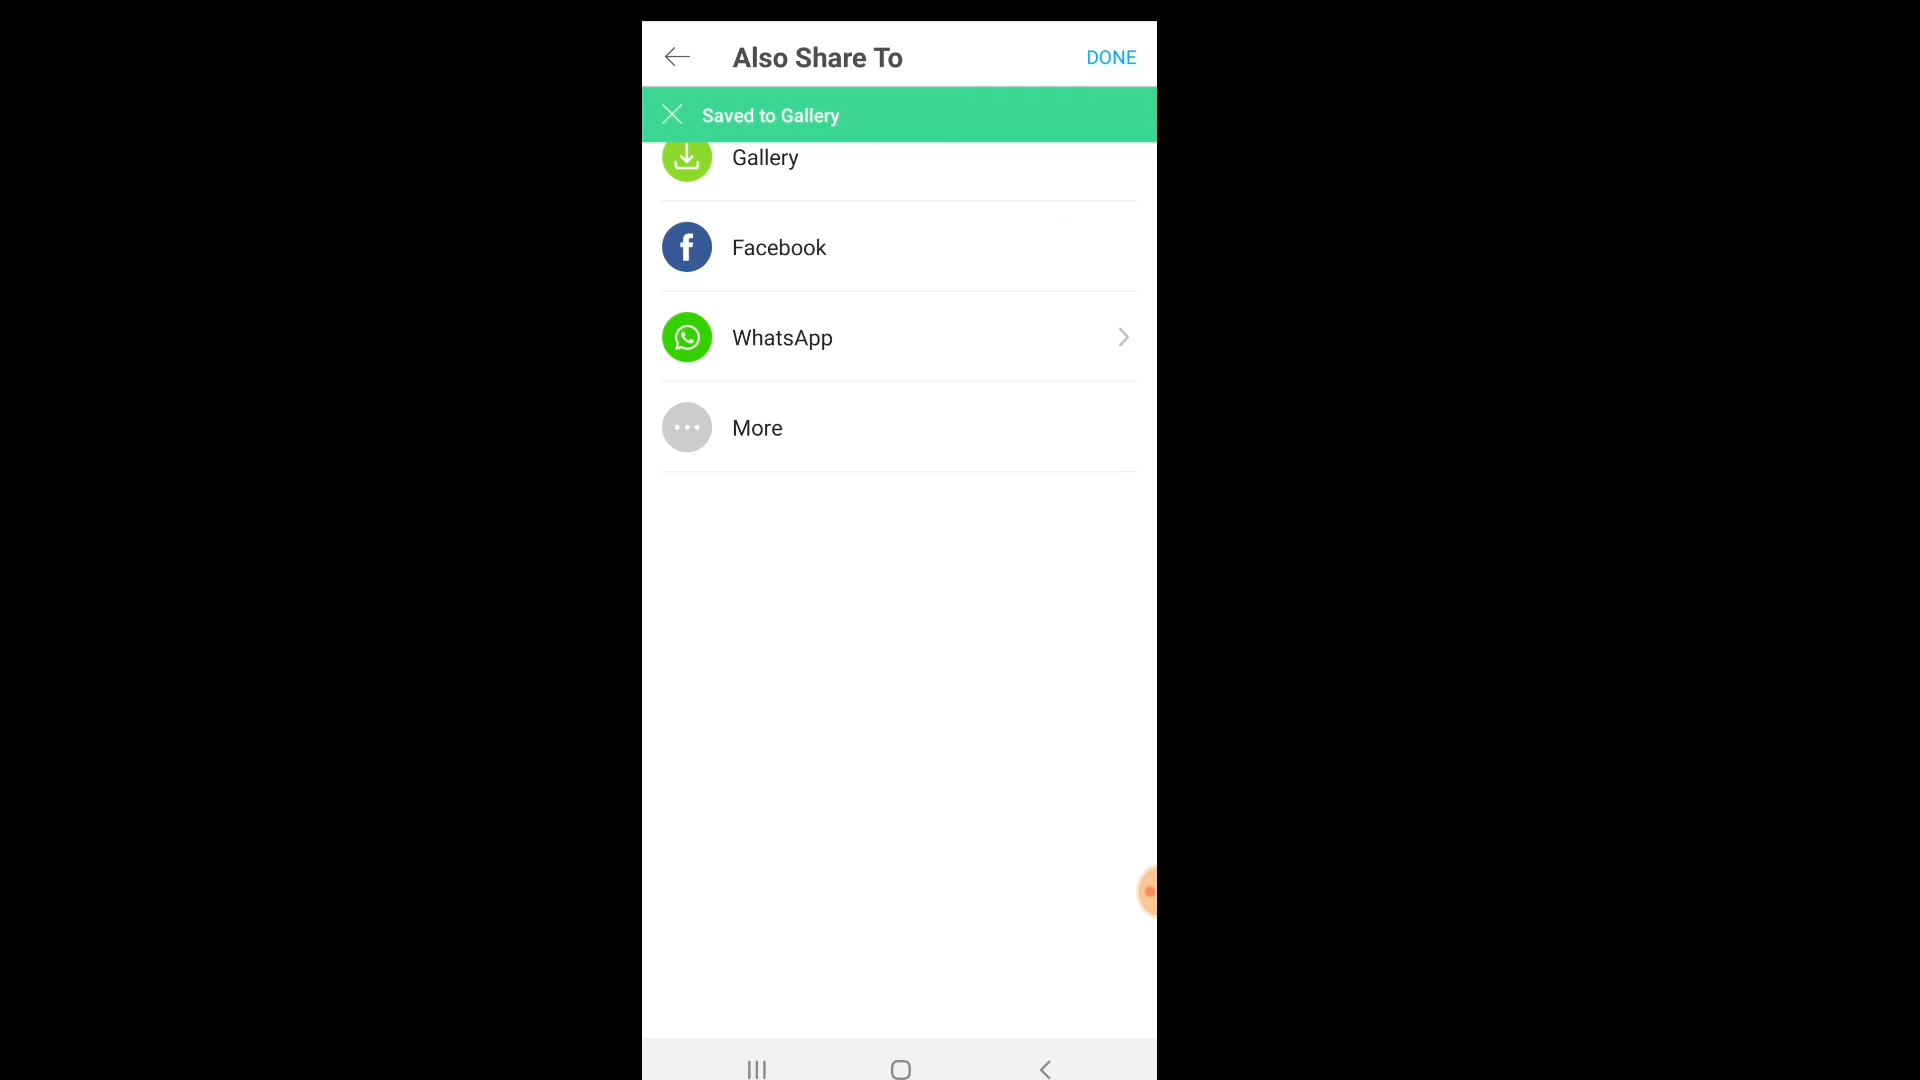 Also Share To
DONE
Saved to Gallery
Gallery
Facebook
WhatsApp
More